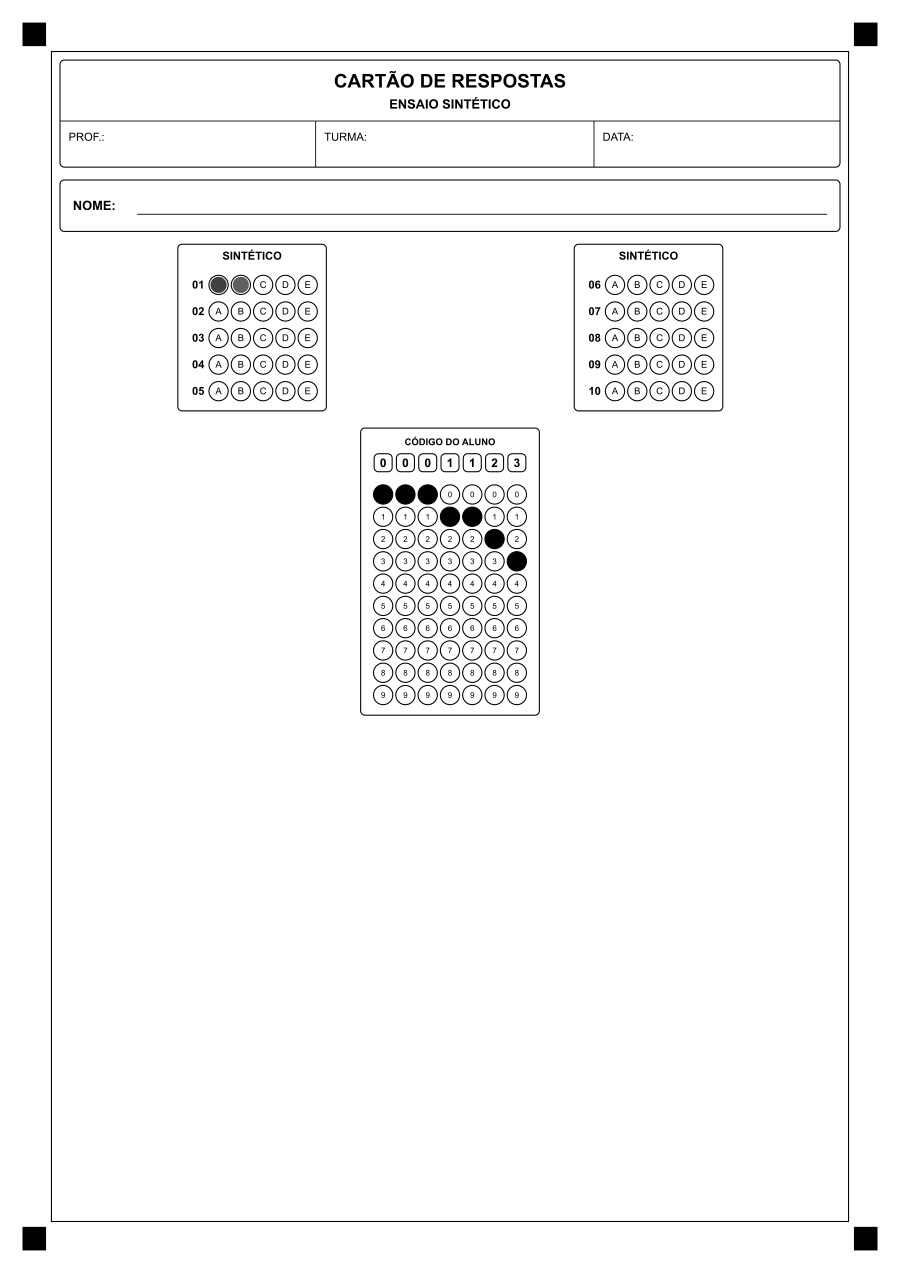 CARTÃO DE RESPOSTAS
ENSAIO SINTÉTICO
PROF.: TURMA: DATA:
NOME:
SINTÉTICO
01 C D E
02 A B C D E
03 A B C D E
04 A B C D E
05 A B C D E
SINTÉTICO
06 A B C D E
07 A B C D E
08 A B C D E
09 A B C D E
10 A B C D E
CÓDIGO DO ALUNO
0 0 0 1 1 2 3
0 0 0 0
1 1 1 1 1
2 2 2 2 2 2
3 3 3 3 3 3
4 4 4 4 4 4 4
5 5 5 5 5 5 5
6 6 6 6 6 6 6
7 7 7 7 7 7 7
8 8 8 8 8 8 8
9 9 9 9 9 9 9